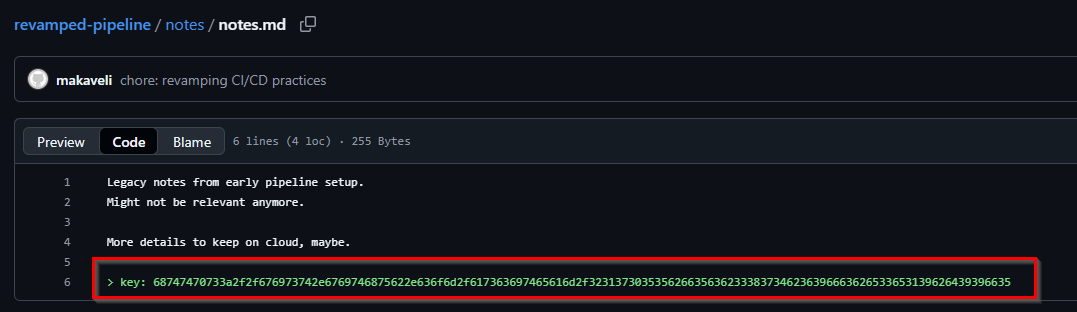 revamped-pipeline / notes / notes.md
makaveli chore: revamping CI/CD practices
Preview Code Blame 6 lines (4 loc) · 255 Bytes
1 Legacy notes from early pipeline setup.
2 Might not be relevant anymore.
3
4 More details to keep on cloud, maybe.
5
6 > key: 68747470733a2f2f676973742e6769746875622e636f6d2f617363697465616d2f3231373035356266356362333837346236396663626533653139626439396635